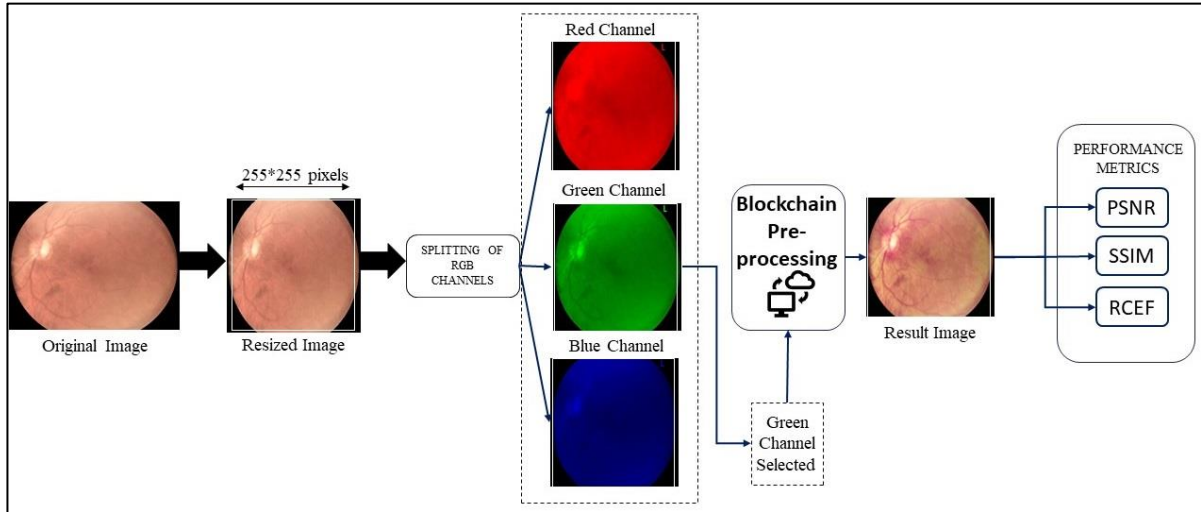 Original Image
255*255 pixels
Resized Image
SPLITTING OF
RGB
CHANNELS
Red Channel
L
Green Channel
L
Blue Channel
Green
Channel
Selected
Blockchain
Pre-
processing
Result Image
PERFORMANCE
METRICS
PSNR
SSIM
RCEF